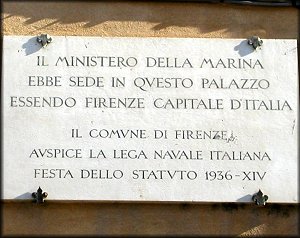 IL MINISTERO DELLA MARINA
EBBE SEDE IN QVESTO PALAZZO
ESSENDO FIRENZE CAPITALE D'ITALIA
IL COMVNE DI FIRENZE
AVSPICE LA LEGA NAVALE ITALIANA
FESTA DELLO STATVTO 1936-XIV